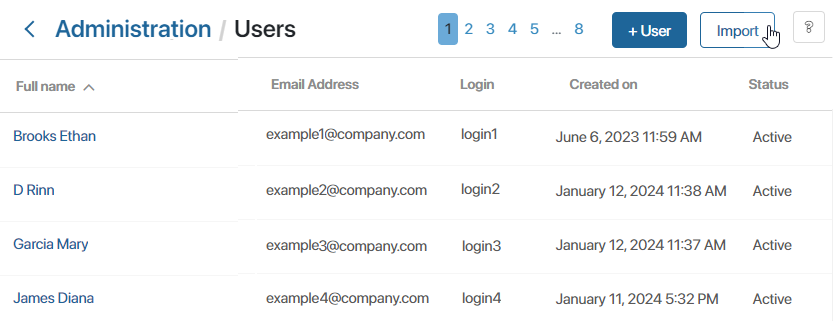 Administration / Users 1 2 3 4 5 ... 8 + User Import ?
Full name Email Address Login Created on Status
Brooks Ethan example1@company.com login1 June 6, 2023 11:59 AM Active
D Rinn example2@company.com login2 January 12, 2024 11:38 AM Active
Garcia Mary example3@company.com login3 January 12, 2024 11:37 AM Active
James Diana example4@company.com login4 January 11, 2024 5:32 PM Active